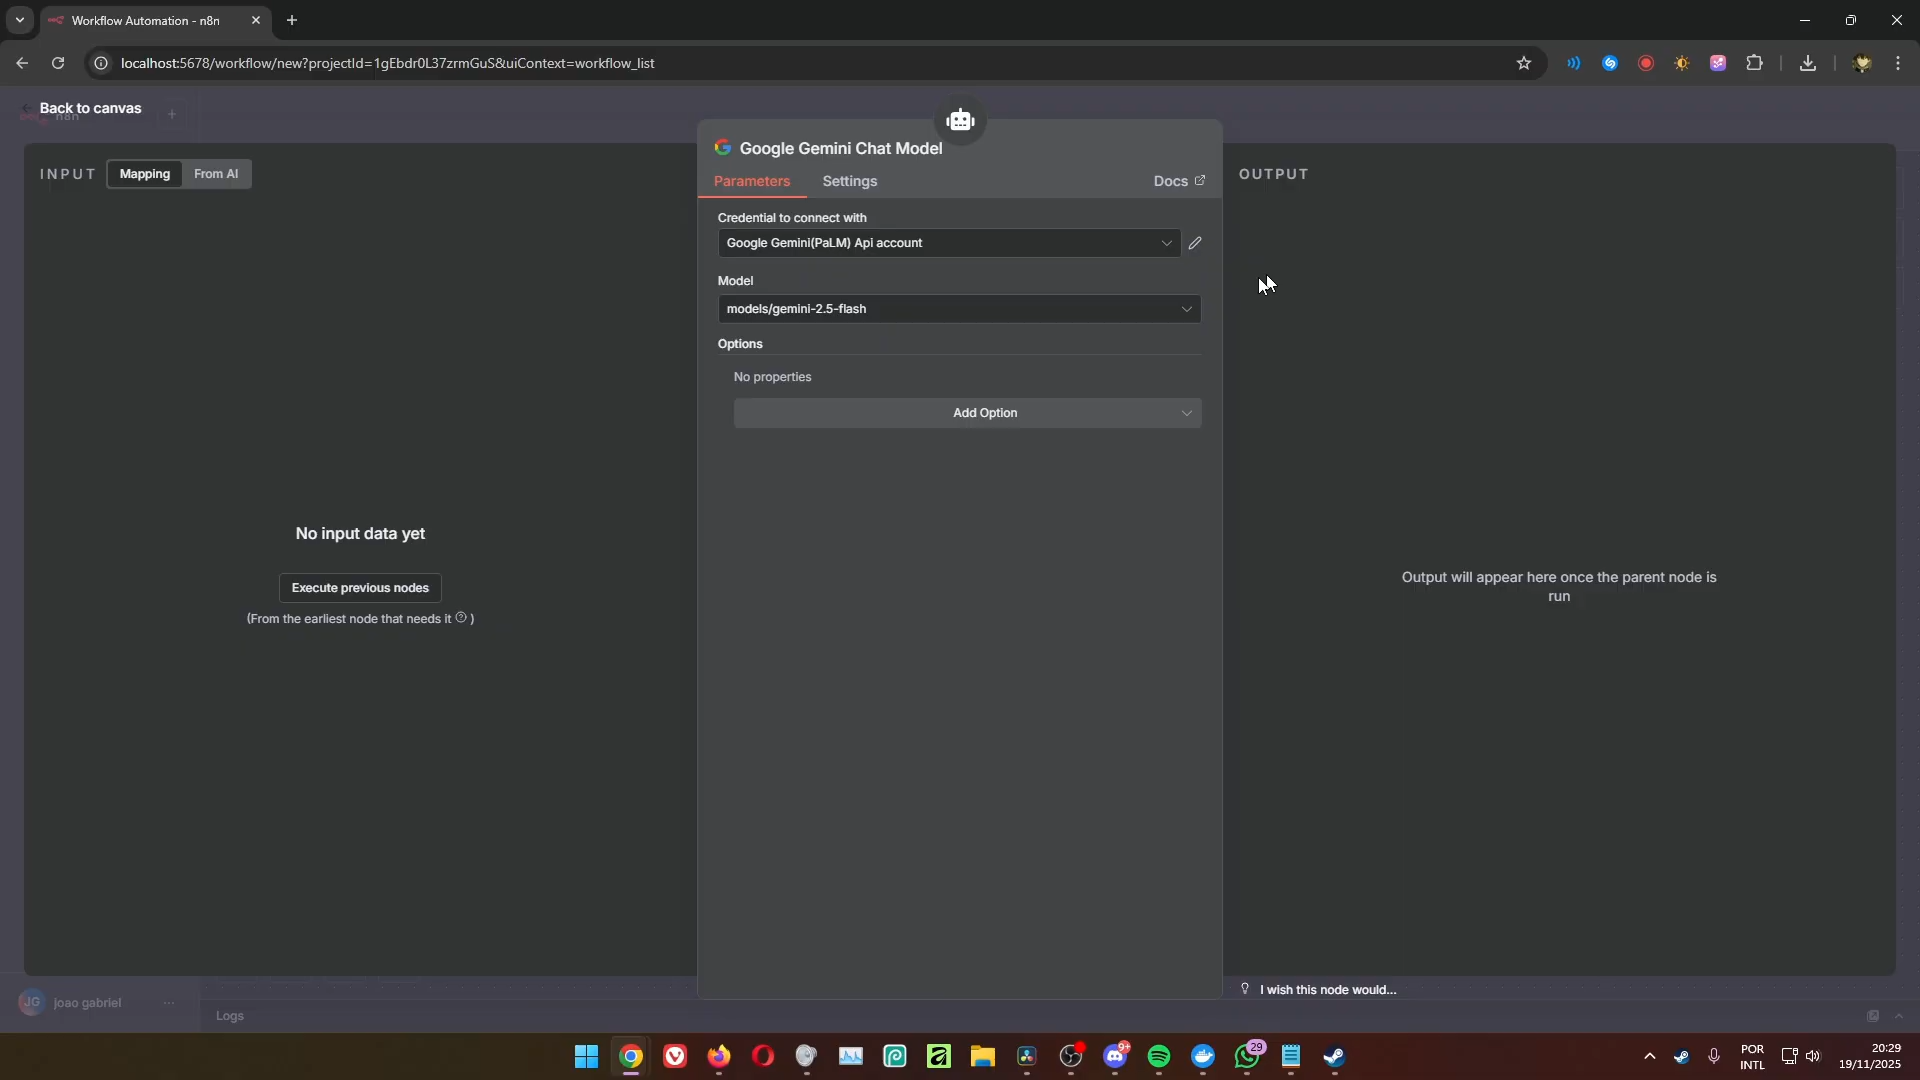 Workflow Automation - n8n
localhost:5678/workflow/new?projectId=1gEbdr0L37zrmGuS&uiContext=workflow_list
Back to canvas
n8n
Google Gemini Chat Model
INPUT
Mapping
From AI
Parameters
Settings
Docs
OUTPUT
Credential to connect with
Google Gemini(PaLM) Api account
Model
models/gemini-2.5-flash
Options
No properties
Add Option
No input data yet
Execute previous nodes
(From the earliest node that needs it ? )
Output will appear here once the parent node is
run
I wish this node would...
JG
joao gabriel
Logs
9+
29
POR
INTL
20:29
19/11/2025